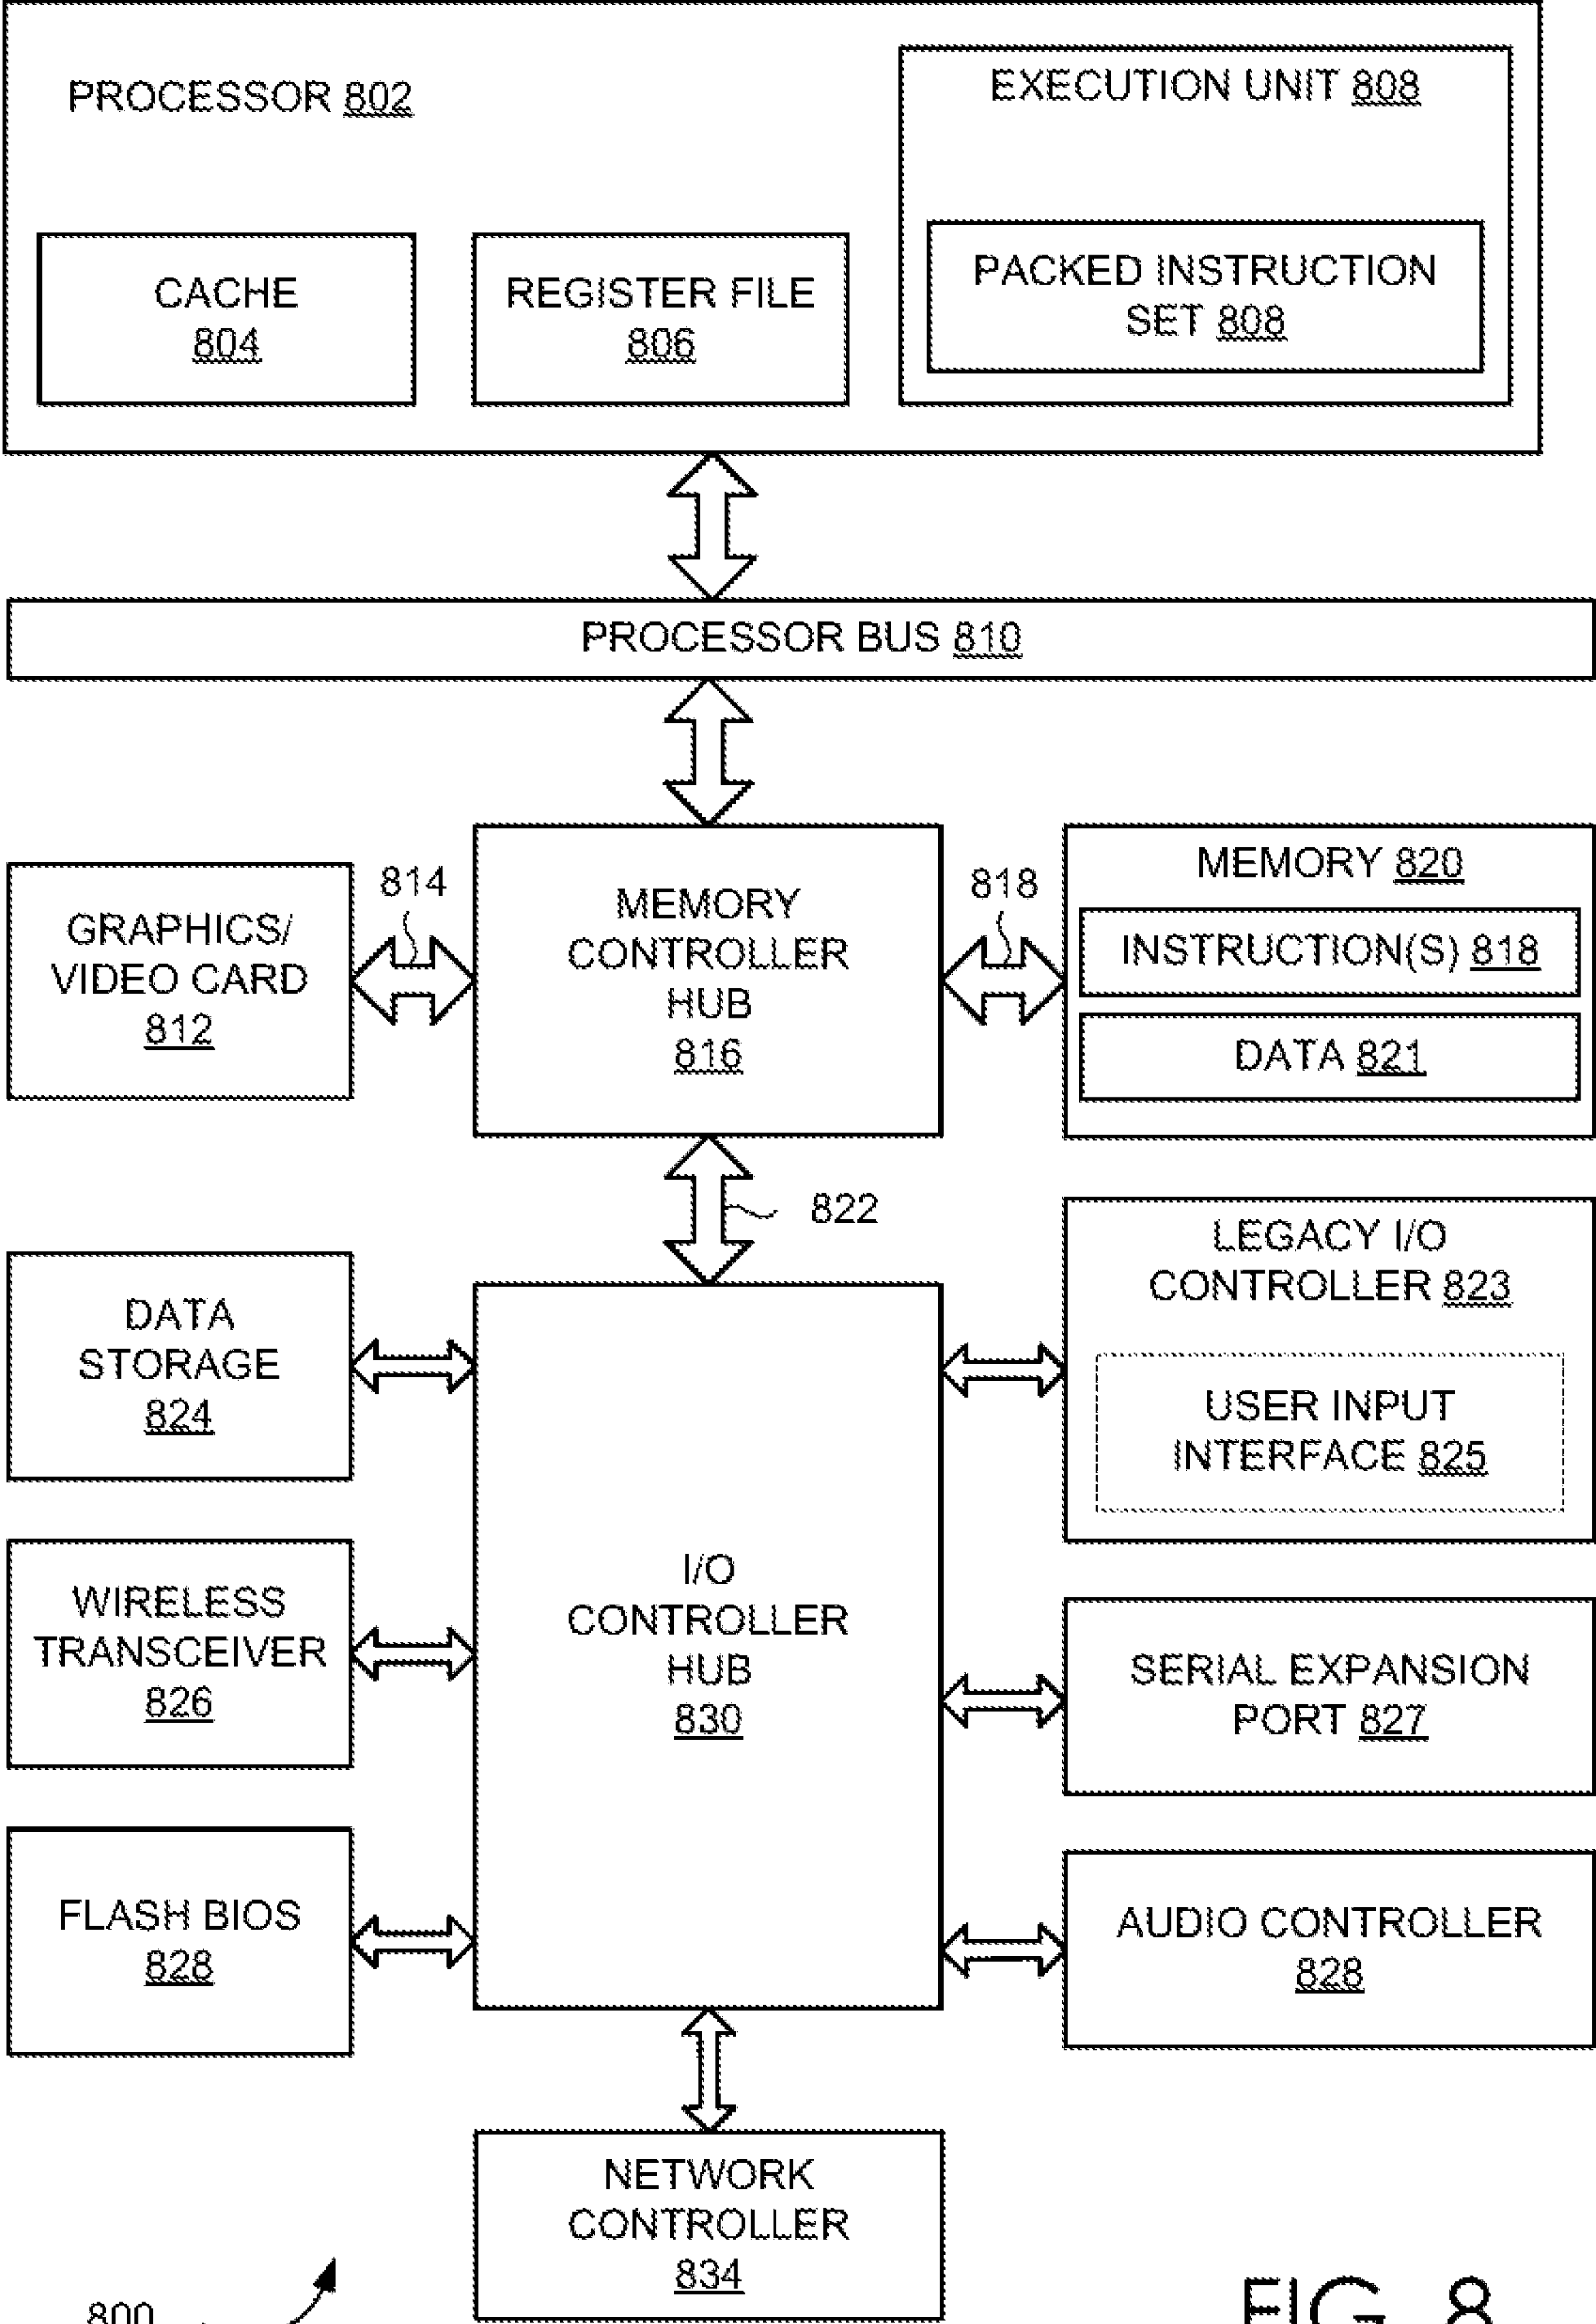 PROCESSOR 802
EXECUTION UNIT 808
PACKED INSTRUCTION
SET 808
CACHE
804
REGISTER FILE
806
PROCESSOR BUS 810
GRAPHICS/
VIDEO CARD
812
814
MEMORY
CONTROLLER
HUB
816
818
MEMORY 820
INSTRUCTION(S) 818
DATA 821
822
DATA
STORAGE
824
LEGACY I/O
CONTROLLER 823
USER INPUT
INTERFACE 825
WIRELESS
TRANSCEIVER
826
I/O
CONTROLLER
HUB
830
SERIAL EXPANSION
PORT 827
FLASH BIOS
828
AUDIO CONTROLLER
828
NETWORK
CONTROLLER
834
800
FIG. 8